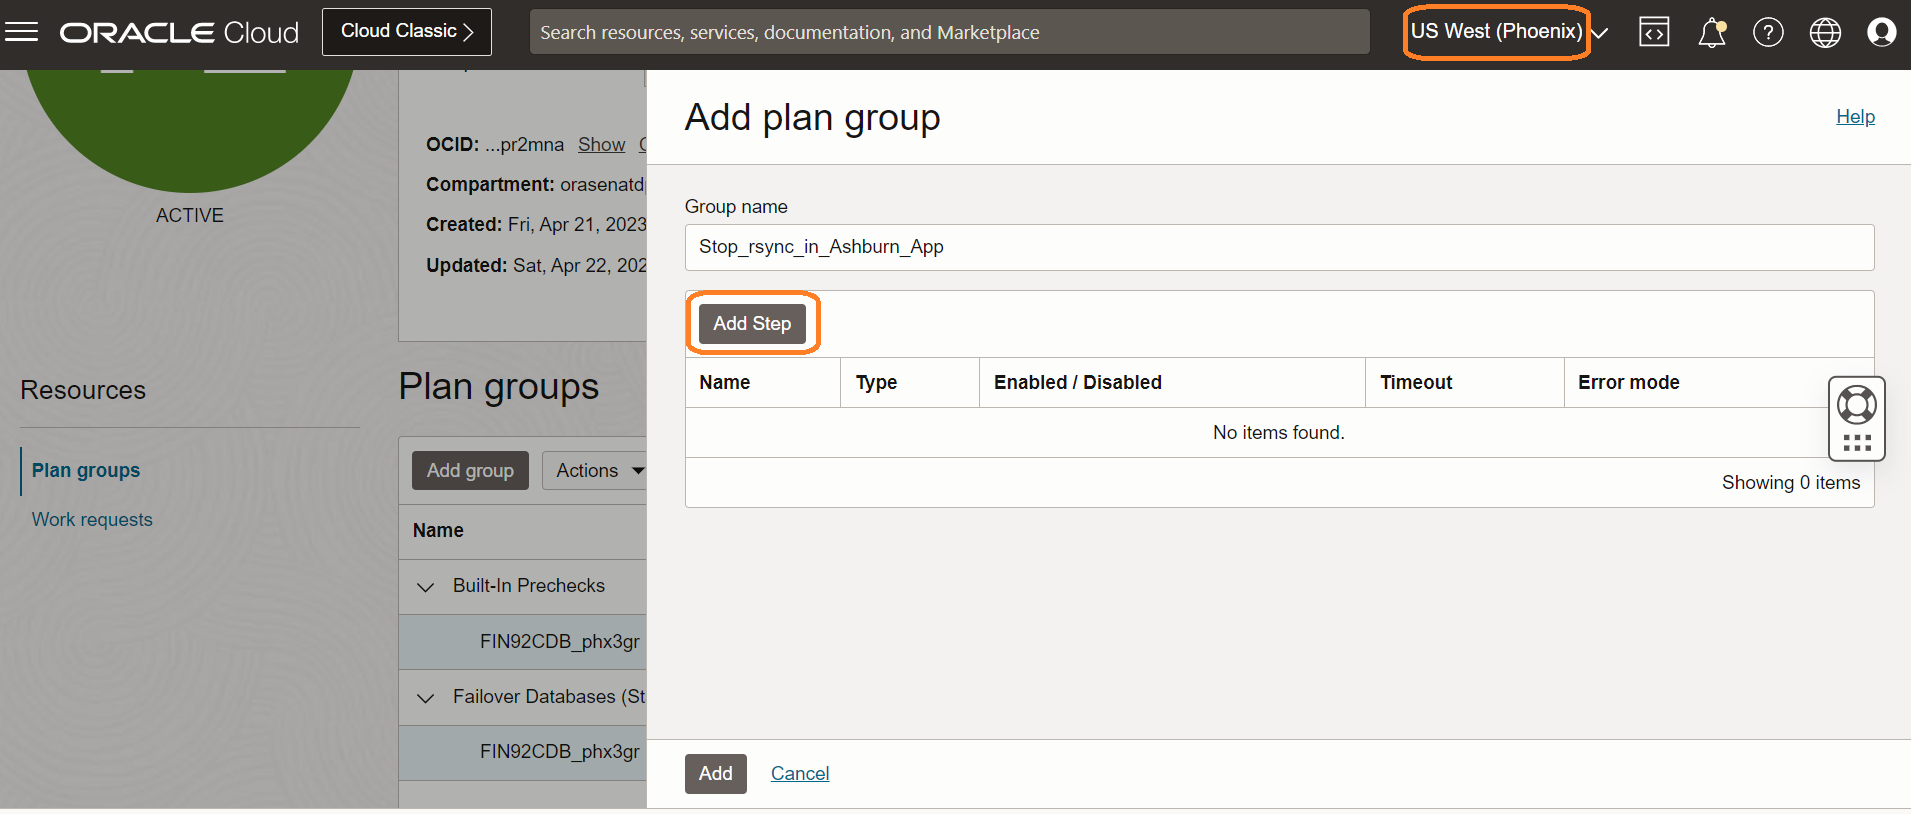 ORACLE Cloud
Cloud Classic
Search resources, services, documentation, and Marketplace
US West (Phoenix)
ACTIVE
OCID: ...pr2mna Show
Compartment: orasenatd
Created: Fri, Apr 21, 2023
Updated: Sat, Apr 22, 202
Resources
Plan groups
Work requests
Plan groups
Add group
Actions
Name
Built-In Prechecks
FIN92CDB_phx3gr
Failover Databases (St
FIN92CDB_phx3gr
Add plan group
Help
Group name
Stop_rsync_in_Ashburn_App
Add Step
Name Type Enabled / Disabled Timeout Error mode
No items found.
Showing 0 items
Add
Cancel